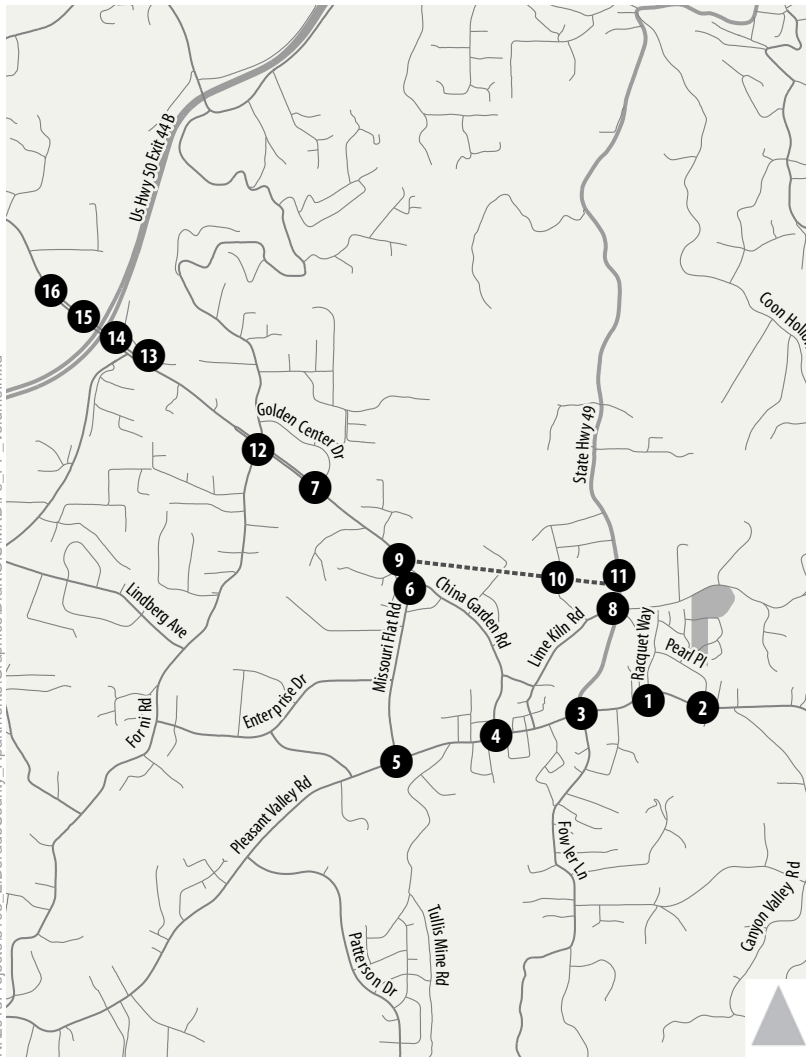 Us Hwy 50 Exit 44 B
16
15
14
13
Coon Hollo
Golden Center Dr
12
State Hwy 49
7
9
10
11
6
China Garden Rd
8
Lindberg Ave
Missouri Flat Rd
Lime Kiln Rd
Racquet Way
Pearl Pl
Forni Rd
Enterprise Dr
1
2
3
4
5
Pleasant Valley Rd
Fowler Ln
Canyon Valley Rd
Tullis Mine Rd
Patterson Dr